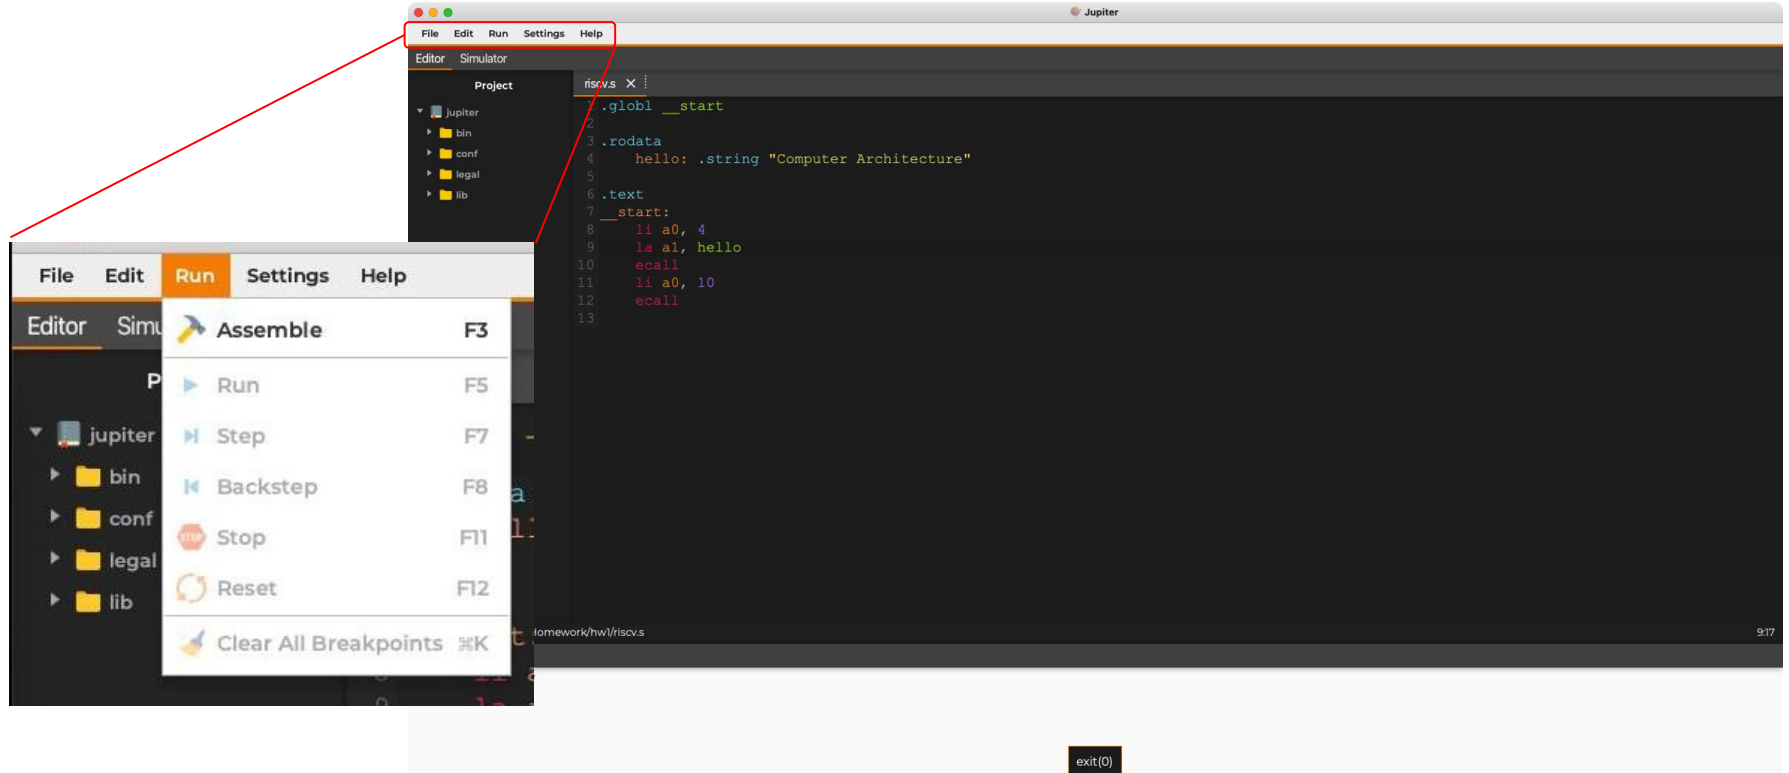 Jupiter
File Edit Run Settings Help
Editor Simulator
Project
riscv.s
jupiter
bin
conf
legal
lib
1 .globl __start
2
3 .rodata
4 hello: .string "Computer Architecture"
5
6 .text
7 __start:
8 li a0, 4
9 la a1, hello
10 ecall
11 li a0, 10
12 ecall
13
File Edit Run Settings Help
Editor Simu
P
Assemble F3
Run F5
Step F7
Backstep F8
Stop F11
Reset F12
Clear All Breakpoints ⌘K
jupiter
bin
conf
legal
lib
omework/hw1/riscv.s
9:17
exit(0)